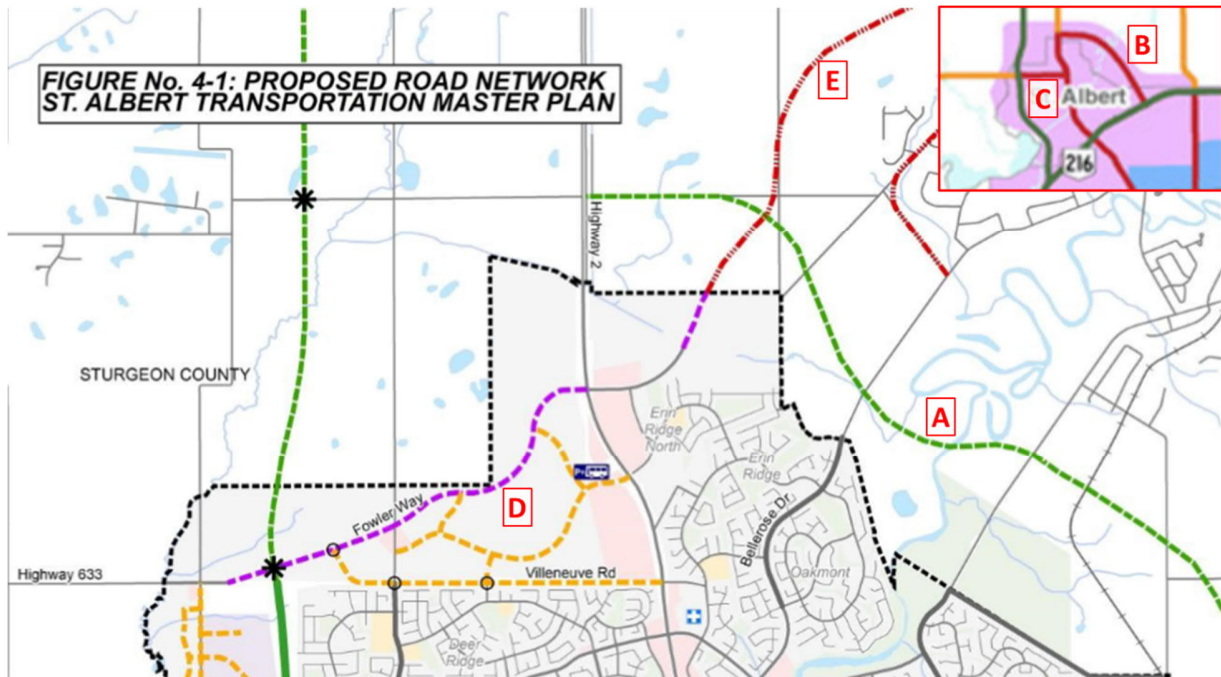 FIGURE No. 4-1: PROPOSED ROAD NETWORK
ST. ALBERT TRANSPORTATION MASTER PLAN
E
B
C
Albert
216
Highway 2
STURGEON COUNTY
A
Erin
Ridge
North
Erin
Ridge
D
Fowler Way
Bellerose Dr.
Highway 633
Villeneuve Rd
Oakmont
Deer
Ridge